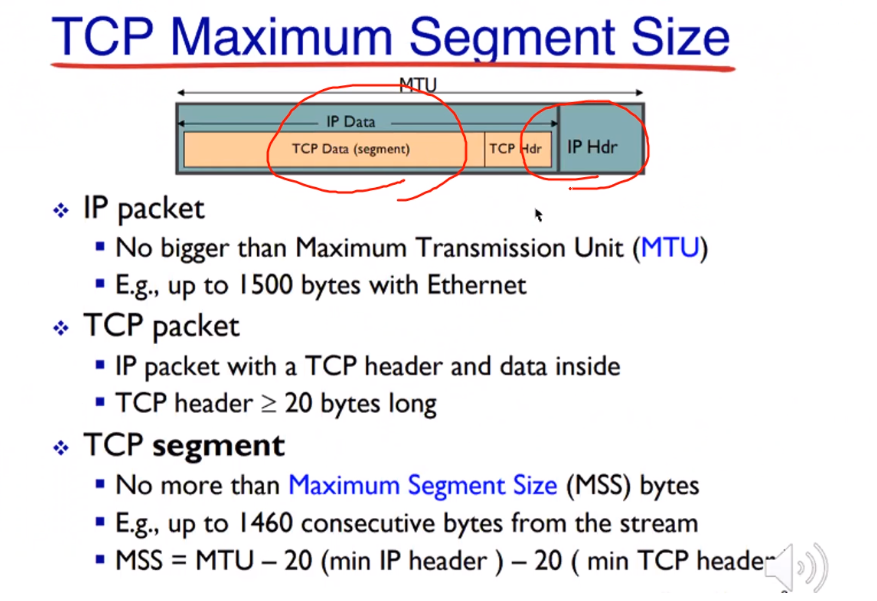 TCP Maximum Segment Size
MTU
IP Data
TCP Data (segment)
TCP Hdr
IP Hdr
❖ IP packet
▪ No bigger than Maximum Transmission Unit (MTU)
▪ E.g., up to 1500 bytes with Ethernet
❖ TCP packet
▪ IP packet with a TCP header and data inside
▪ TCP header ≥ 20 bytes long
❖ TCP segment
▪ No more than Maximum Segment Size (MSS) bytes
▪ E.g., up to 1460 consecutive bytes from the stream
▪ MSS = MTU – 20 (min IP header ) – 20 ( min TCP header